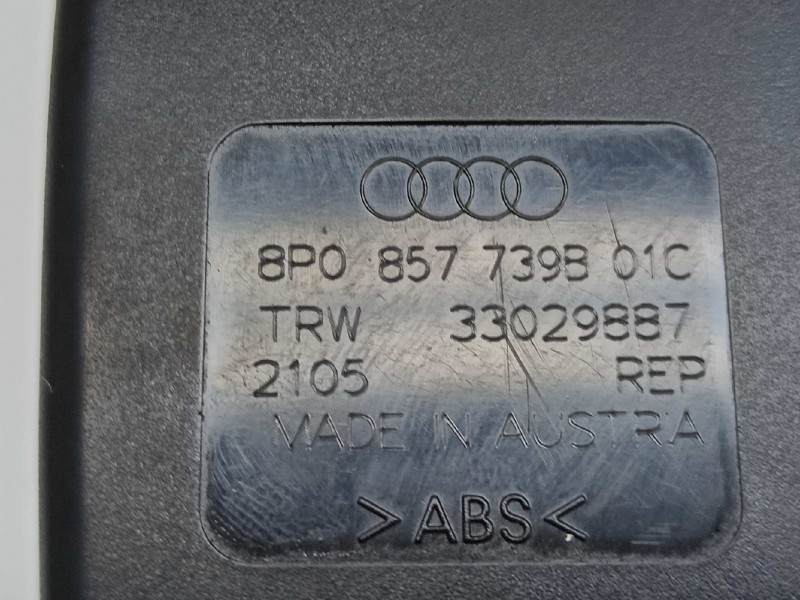 8P0 857 739B 01C
TRW 33029887
2105 REP
MADE IN AUSTRIA
>ABS<